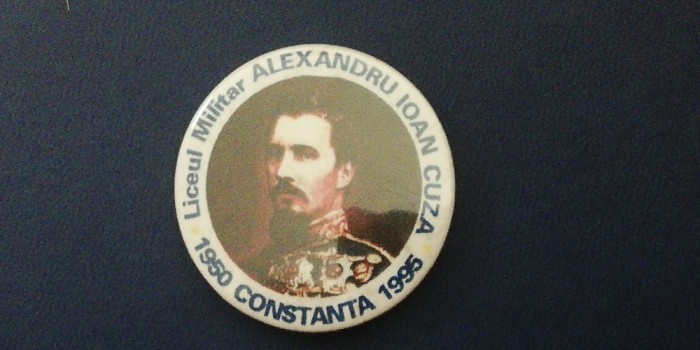 Liceul Militar ALEXANDRU IOAN CUZA
1950 CONSTANTA 1995